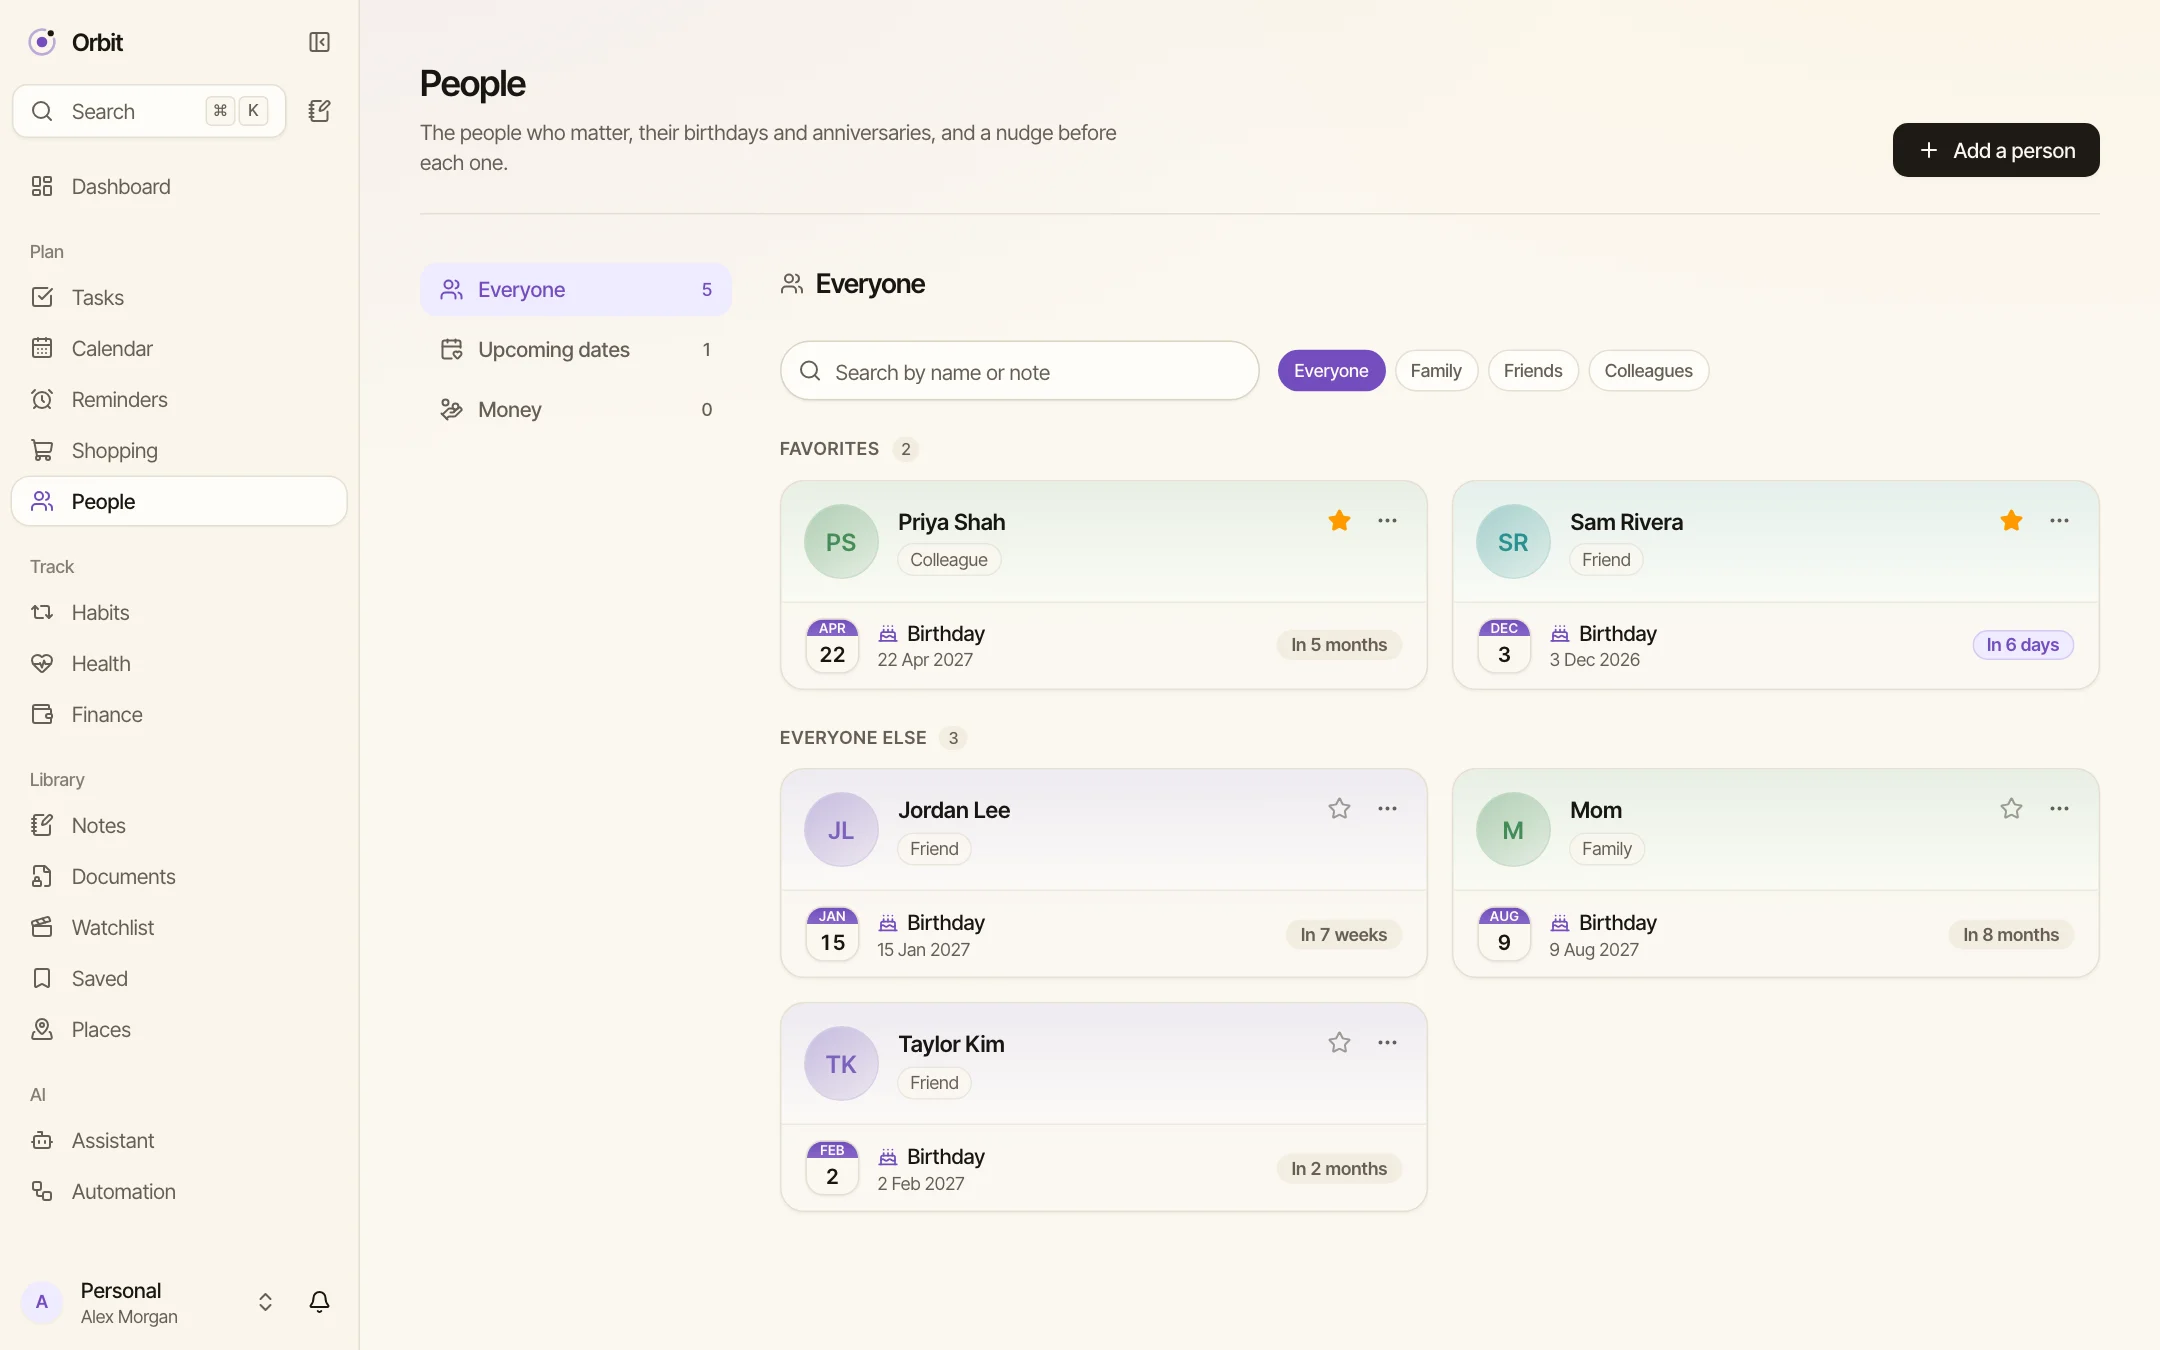 Orbit
Search ⌘ K
Dashboard
Plan
Tasks
Calendar
Reminders
Shopping
People
Track
Habits
Health
Finance
Library
Notes
Documents
Watchlist
Saved
Places
AI
Assistant
Automation
A
Personal
Alex Morgan
People
The people who matter, their birthdays and anniversaries, and a nudge before
each one.
Add a person
Everyone 5
Upcoming dates 1
Money 0
Everyone
Search by name or note
Everyone Family Friends Colleagues
FAVORITES 2
PS
Priya Shah
Colleague
APR
22
Birthday
22 Apr 2027
In 5 months
SR
Sam Rivera
Friend
DEC
3
Birthday
3 Dec 2026
In 6 days
EVERYONE ELSE 3
JL
Jordan Lee
Friend
JAN
15
Birthday
15 Jan 2027
In 7 weeks
M
Mom
Family
AUG
9
Birthday
9 Aug 2027
In 8 months
TK
Taylor Kim
Friend
FEB
2
Birthday
2 Feb 2027
In 2 months